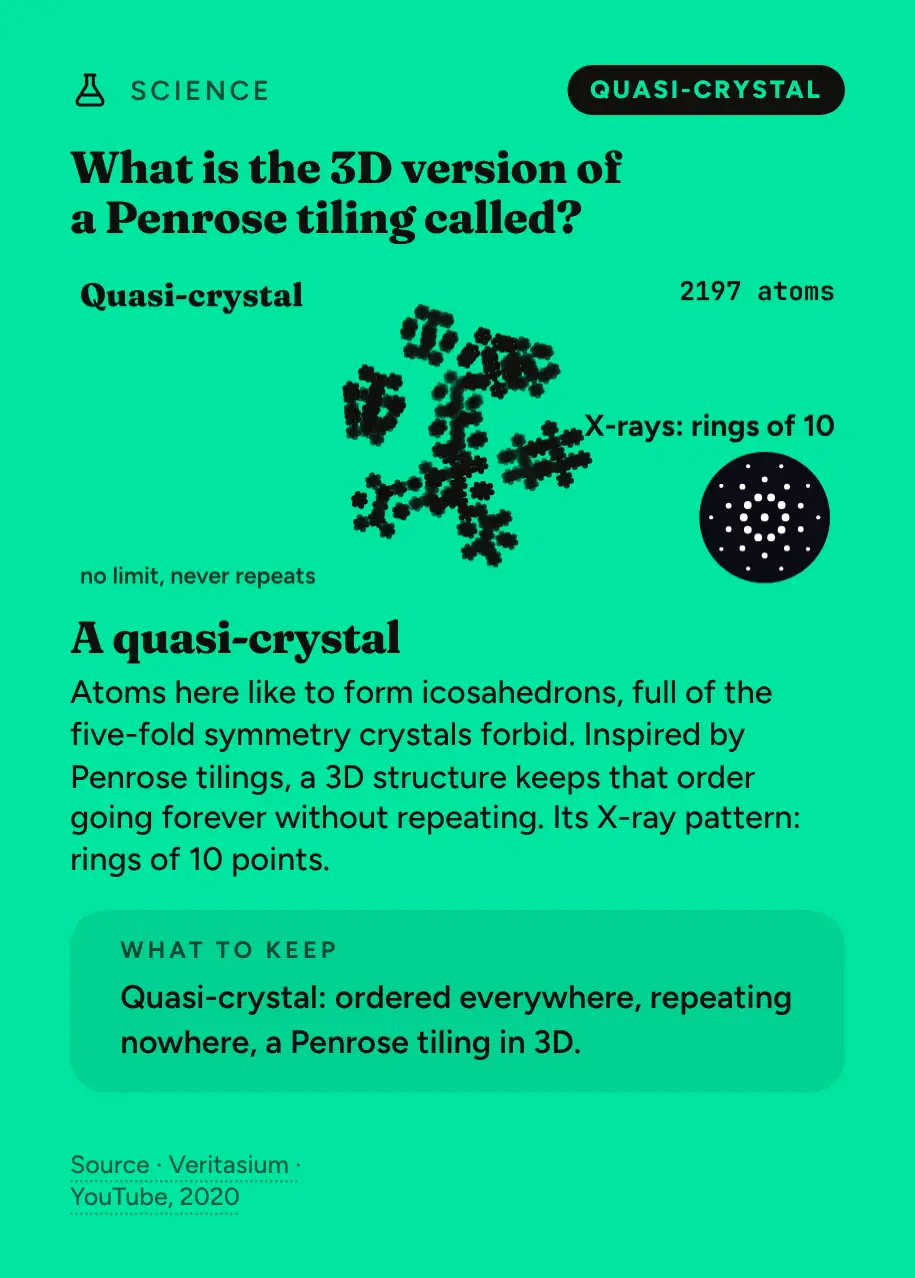 SCIENCE
QUASI-CRYSTAL
What is the 3D version of
a Penrose tiling called?
Quasi-crystal
2197 atoms
X-rays: rings of 10
no limit, never repeats
A quasi-crystal
Atoms here like to form icosahedrons, full of the
five-fold symmetry crystals forbid. Inspired by
Penrose tilings, a 3D structure keeps that order
going forever without repeating. Its X-ray pattern:
rings of 10 points.
WHAT TO KEEP
Quasi-crystal: ordered everywhere, repeating
nowhere, a Penrose tiling in 3D.
Source · Veritasium ·
YouTube, 2020